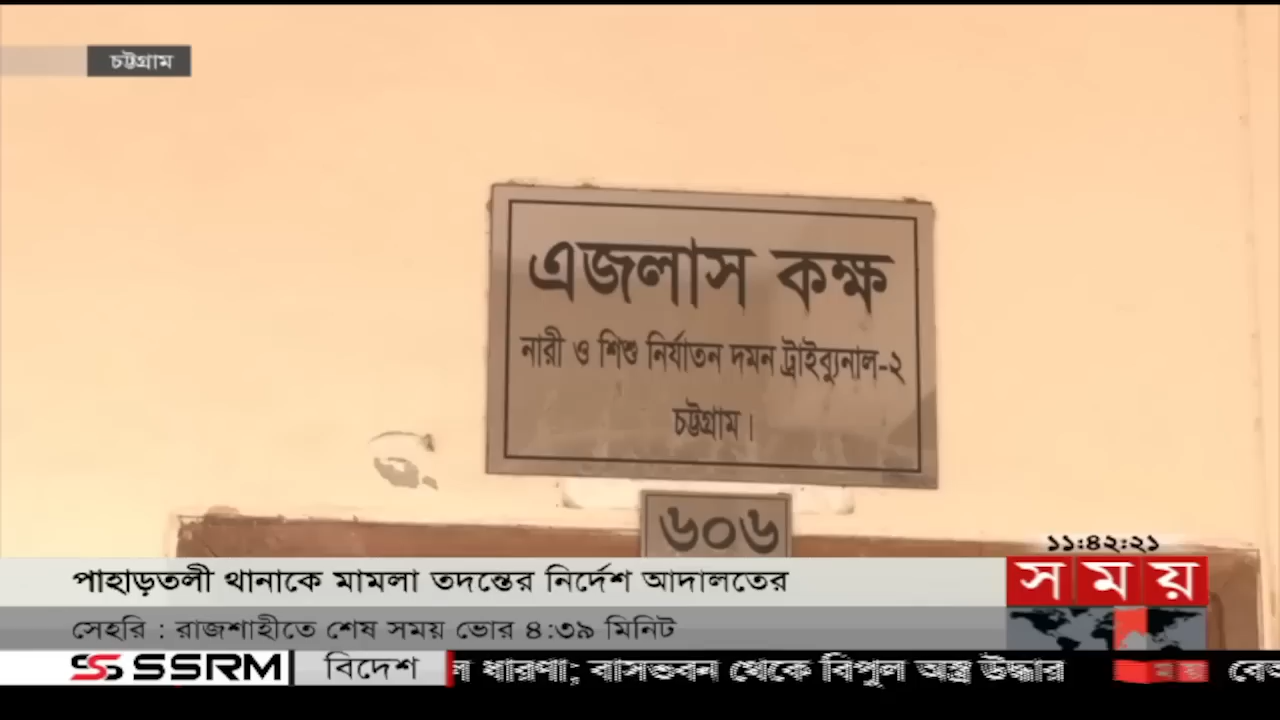 চট্টগ্রাম
এজলাস কক্ষ
নারী ও শিশু নির্যাতন দমন ট্রাইব্যুনাল-২
চট্টগ্রাম।
৬০৬
১১:৪২:২১
সময়
পাহাড়তলী থানাকে মামলা তদন্তের নির্দেশ আদালতের
সেহরি : রাজশাহীতে শেষ সময় ভোর ৪:৩৯ মিনিট
SSRM বিদেশ ধারণা; বাসভবন থেকে বিপুল অস্ত্র উদ্ধার